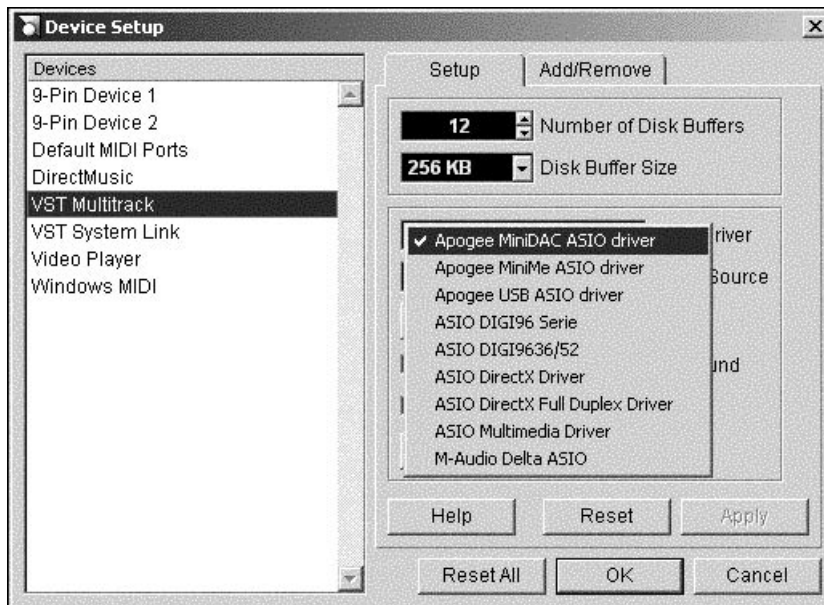 Device Setup
Devices
9-Pin Device 1
9-Pin Device 2
Default MIDI Ports
DirectMusic
VST Multitrack
VST System Link
Video Player
Windows MIDI
Setup
Add/Remove
12 Number of Disk Buffers
256 KB Disk Buffer Size
Apogee MiniDAC ASIO driver
river
Apogee MiniMe ASIO driver
Source
Apogee USB ASIO driver
ASIO DIGI96 Serie
ASIO DIGI9636/52
und
ASIO DirectX Driver
ASIO DirectX Full Duplex Driver
ASIO Multimedia Driver
M-Audio Delta ASIO
Help
Reset
Apply
Reset All
OK
Cancel